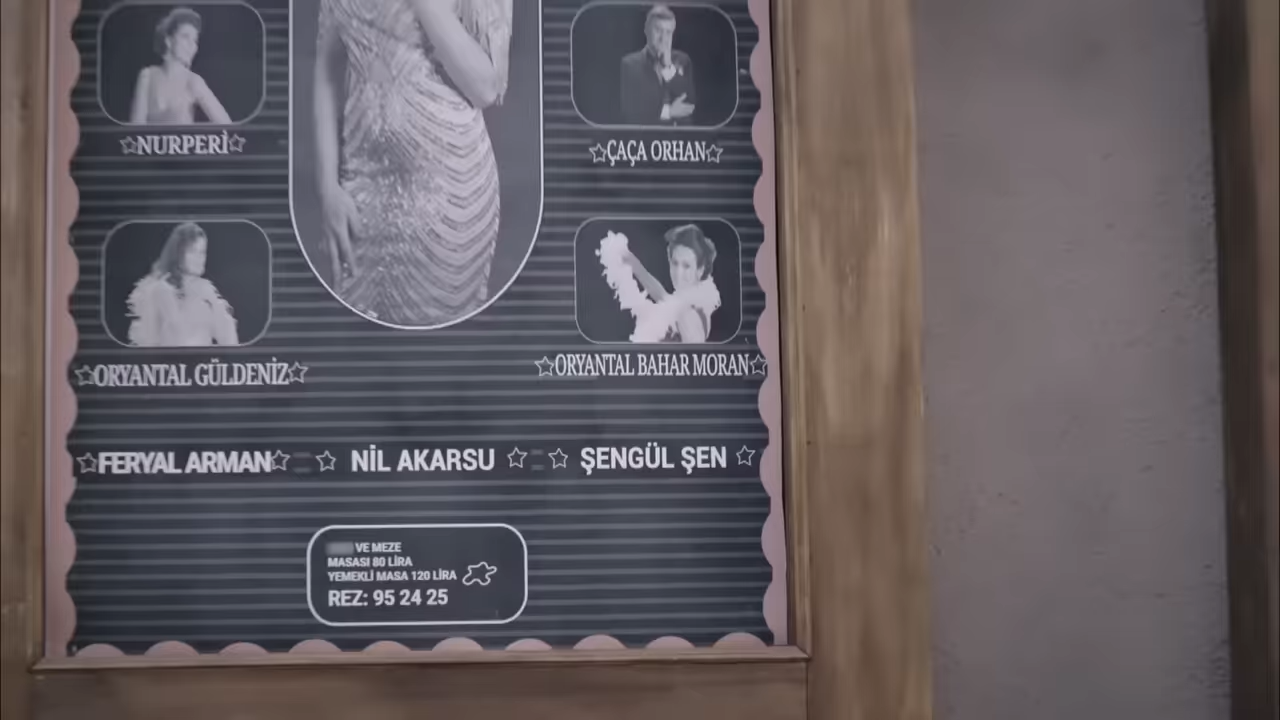 ☆NURPERİ☆
☆ÇAÇA ORHAN☆
☆ORYANTAL GÜLDENİZ☆
☆ORYANTAL BAHAR MORAN☆
☆FERYAL ARMAN☆ ☆ NİL AKARSU ☆ ☆ ŞENGÜL ŞEN ☆
VE MEZE
MASASI 80 LİRA
YEMEKLİ MASA 120 LİRA
REZ: 95 24 25